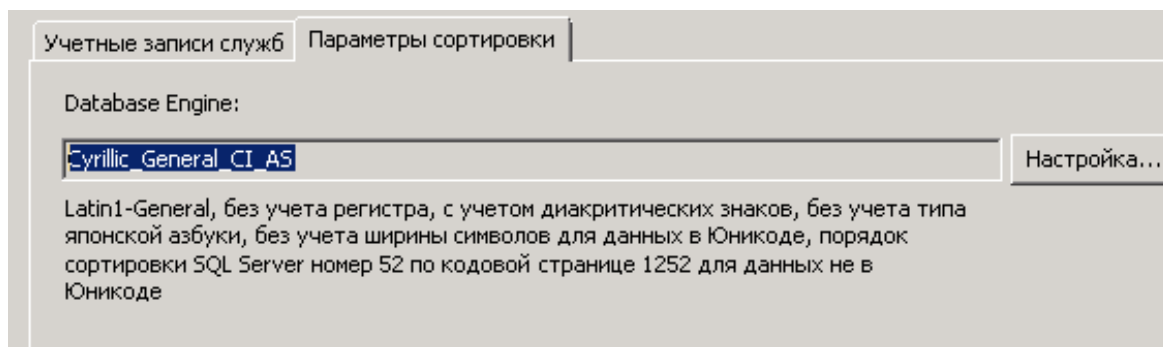 Учетные записи служб Параметры сортировки
Database Engine:
Cyrillic_General_CI_AS Настройка...
Latin1-General, без учета регистра, с учетом диакритических знаков, без учета типа
японской азбуки, без учета ширины символов для данных в Юникоде, порядок
сортировки SQL Server номер 52 по кодовой странице 1252 для данных не в
Юникоде